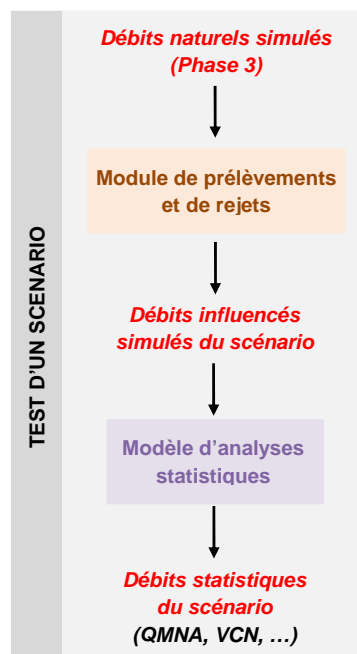 TEST D'UN SCENARIO
Débits naturels simulés
(Phase 3)
Module de prélèvements
et de rejets
Débits influencés
simulés du scénario
Modèle d'analyses
statistiques
Débits statistiques
du scénario
(QMNA, VCN, ...)